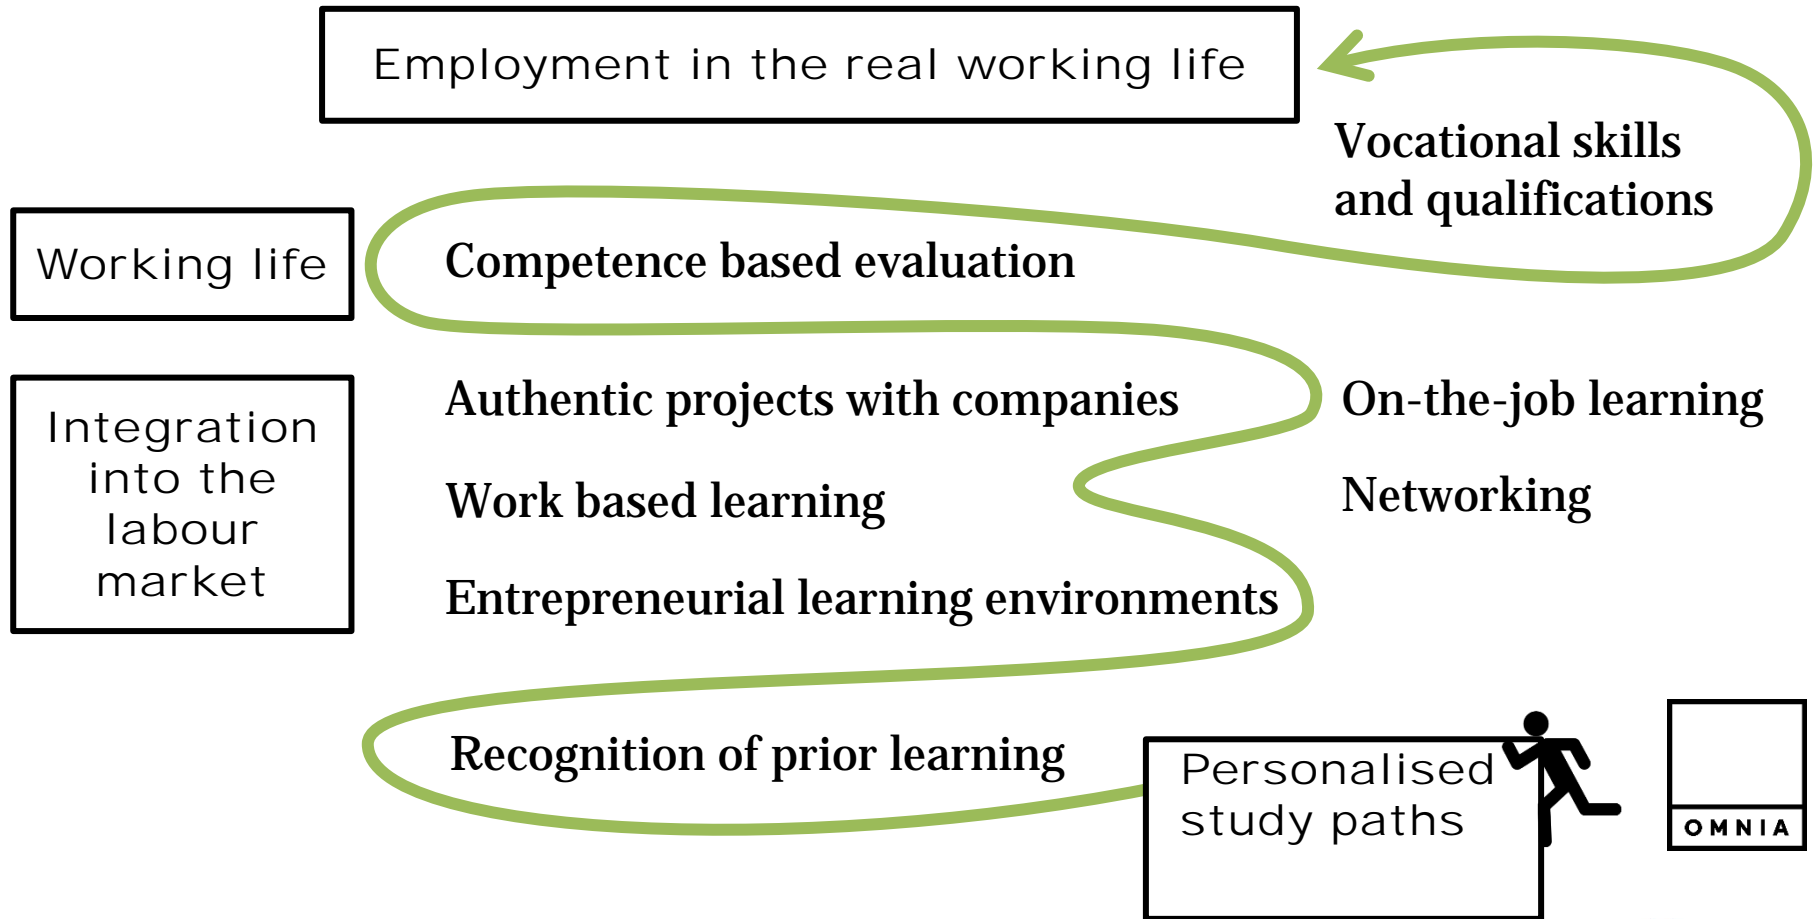 Employment in the real working life
Vocational skills
and qualifications
Working life
Competence based evaluation
Integration
into the
labour
market
Authentic projects with companies
On-the-job learning
Work based learning
Networking
Entrepreneurial learning environments
Recognition of prior learning
Personalised
study paths
OMNIA